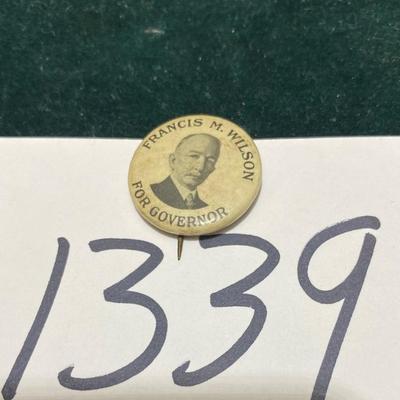 FRANCIS M. WILSON
FOR GOVERNOR
1339